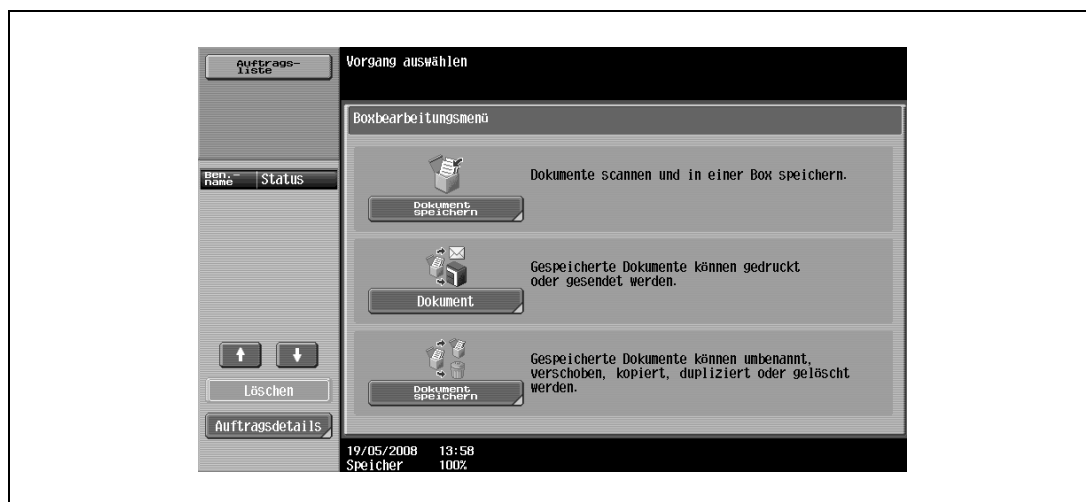 Auftrags-
liste
Vorgang auswählen
Boxbearbeitungsmenü
Ben.-
name
Status
Dokumente scannen und in einer Box speichern.
Dokument
speichern
Gespeicherte Dokumente können gedruckt
oder gesendet werden.
Dokument
Gespeicherte Dokumente können umbenannt,
verschoben, kopiert, dupliziert oder gelöscht
werden.
Dokument
speichern
Löschen
Auftragsdetails
19/05/2008 13:58
Speicher 100%